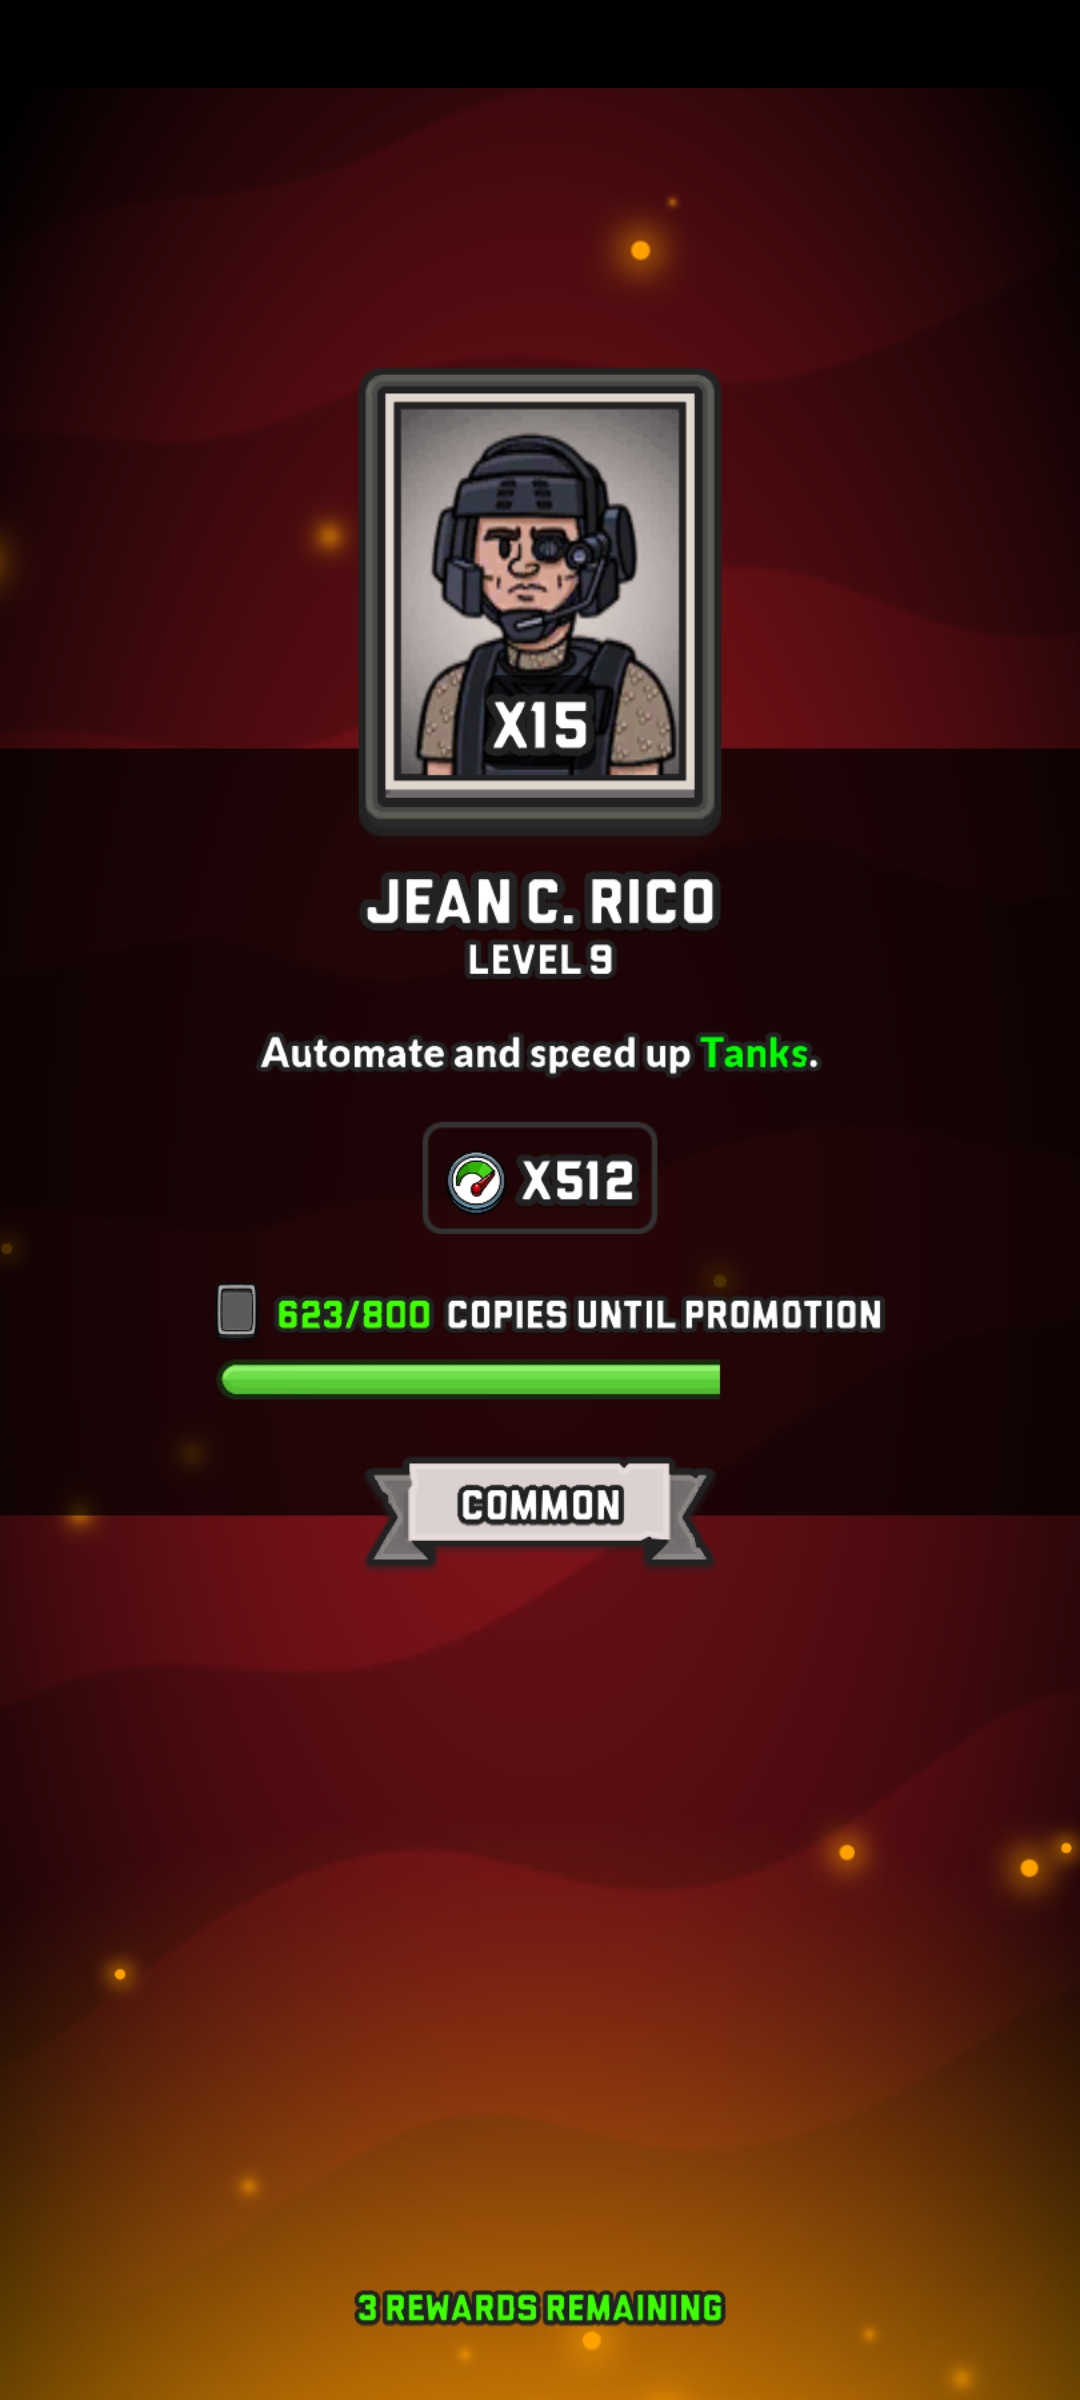 X15
JEAN C. RICO
LEVEL 9
Automate and speed up Tanks.
X512
623/800 COPIES UNTIL PROMOTION
COMMON
3 REWARDS REMAINING